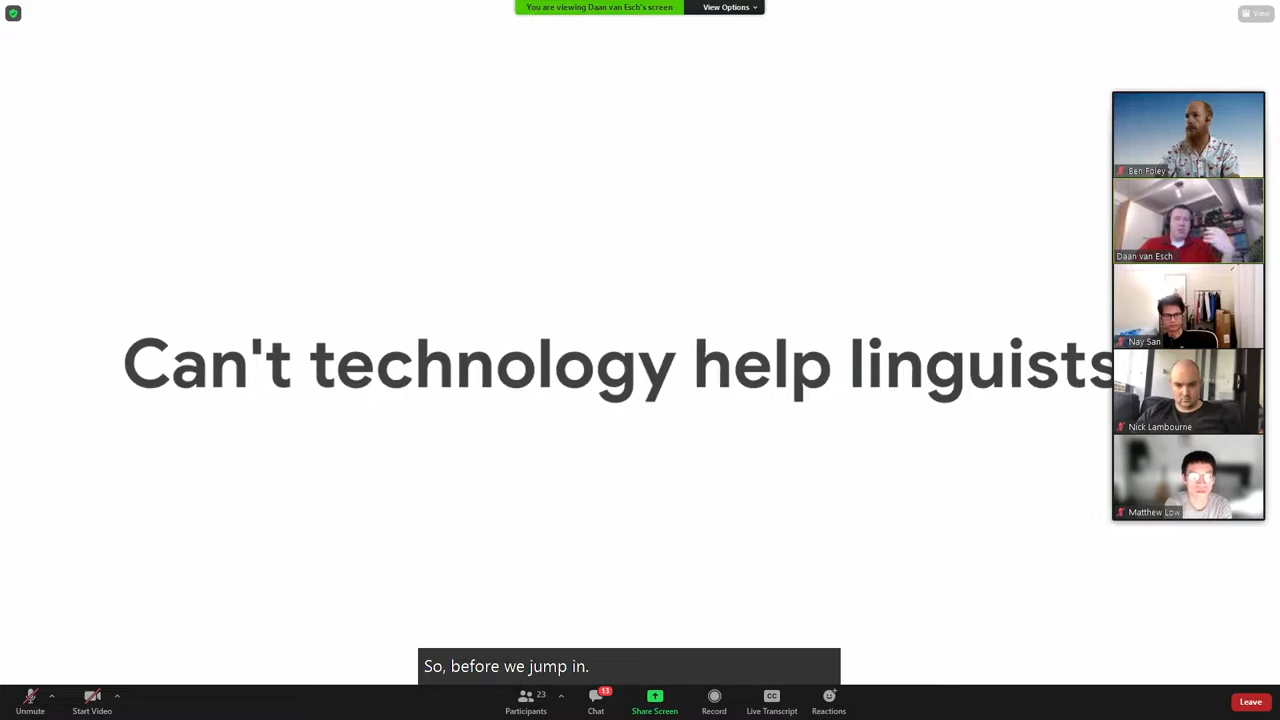 You are viewing Daan van Esch's screen
View Options
View
Ben Foley
Daan van Esch
Nay San
Can't technology help linguists
Nick Lambourne
Matthew Low
So, before we jump in.
Unmute
Start Video
23
Participants
13
Chat
Share Screen
Record
CC
Live Transcript
Reactions
Leave